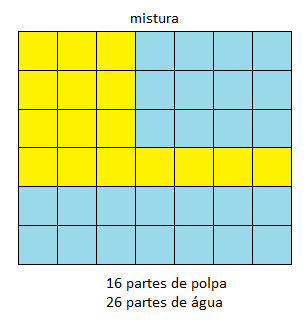 mistura
16 partes de polpa
26 partes de água